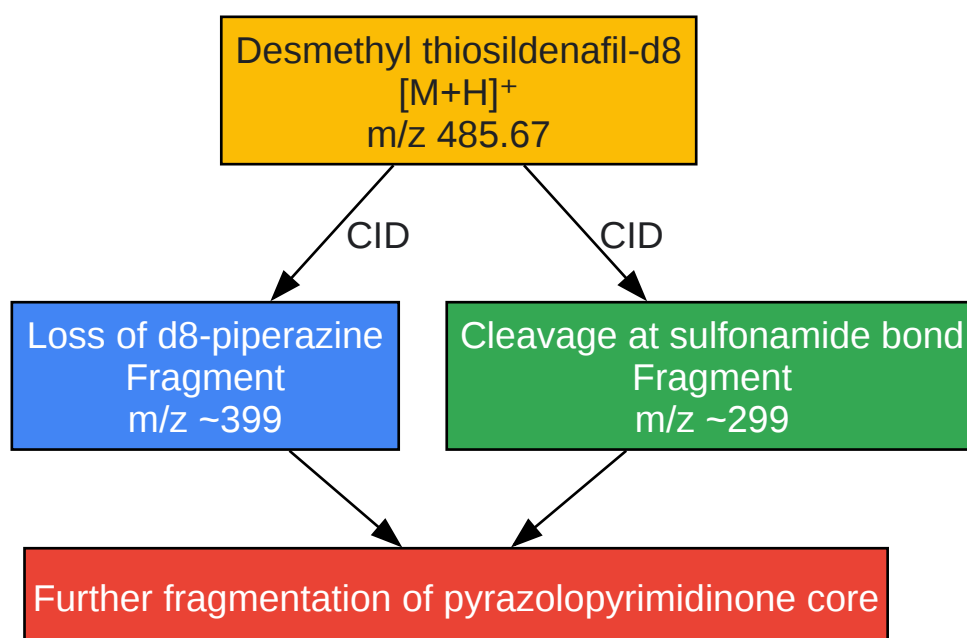 Desmethyl thiosildenafil-d8
[M+H]⁺
m/z 485.67
CID
CID
Loss of d8-piperazine
Fragment
m/z ~399
Cleavage at sulfonamide bond
Fragment
m/z ~299
Further fragmentation of pyrazolopyrimidinone core